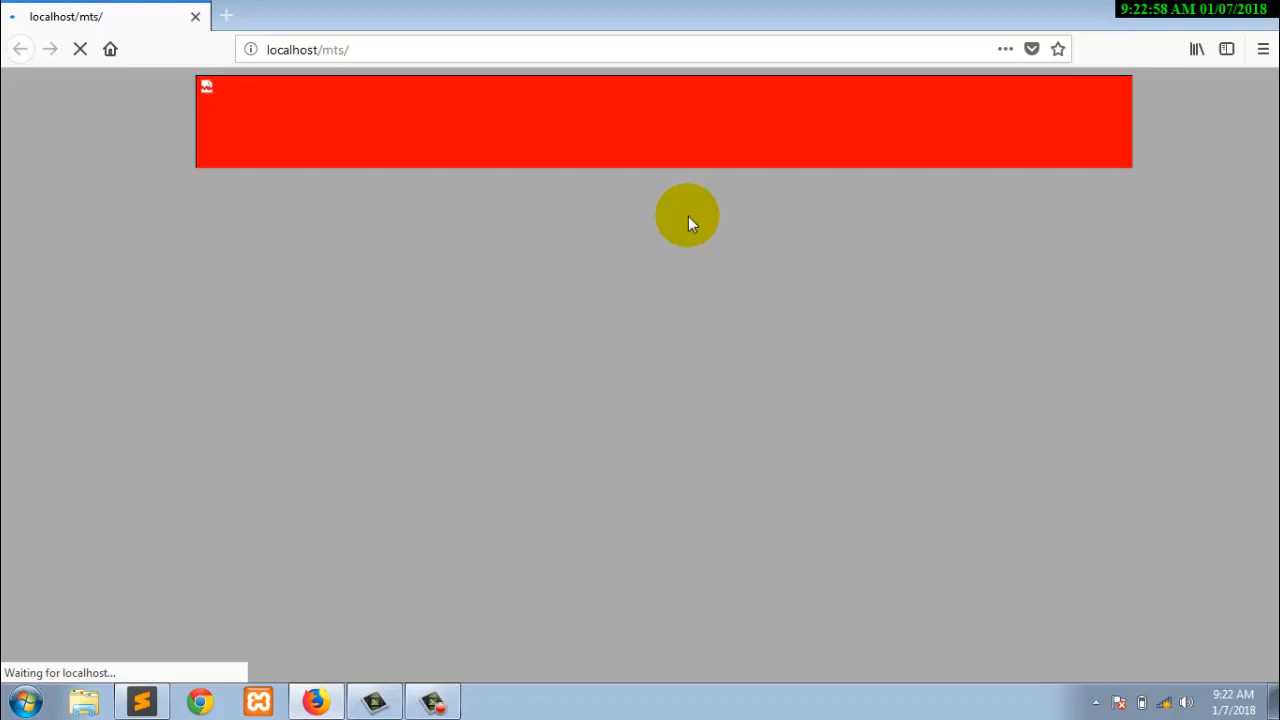 localhost/mts/
9:22:58 AM 01/07/2018
localhost/mts/
Waiting for localhost...
9:22 AM
1/7/2018